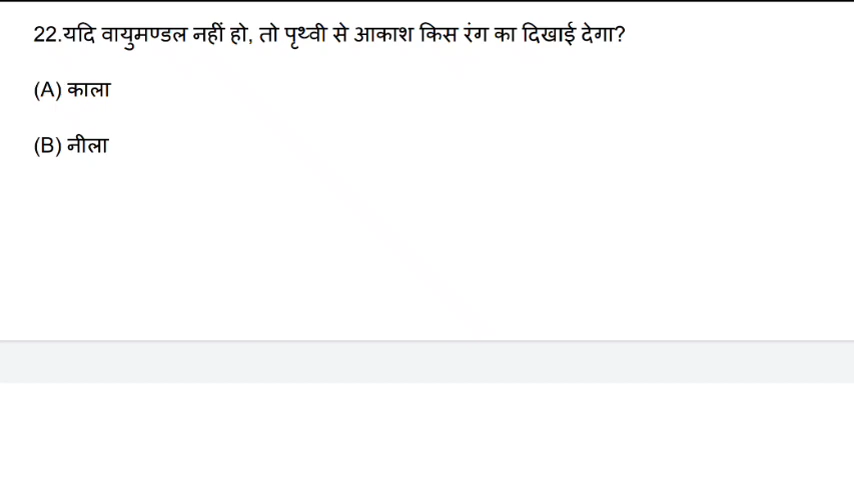 22.यदि वायुमण्डल नहीं हो, तो पृथ्वी से आकाश किस रंग का दिखाई देगा?
(A) काला
(B) नीला